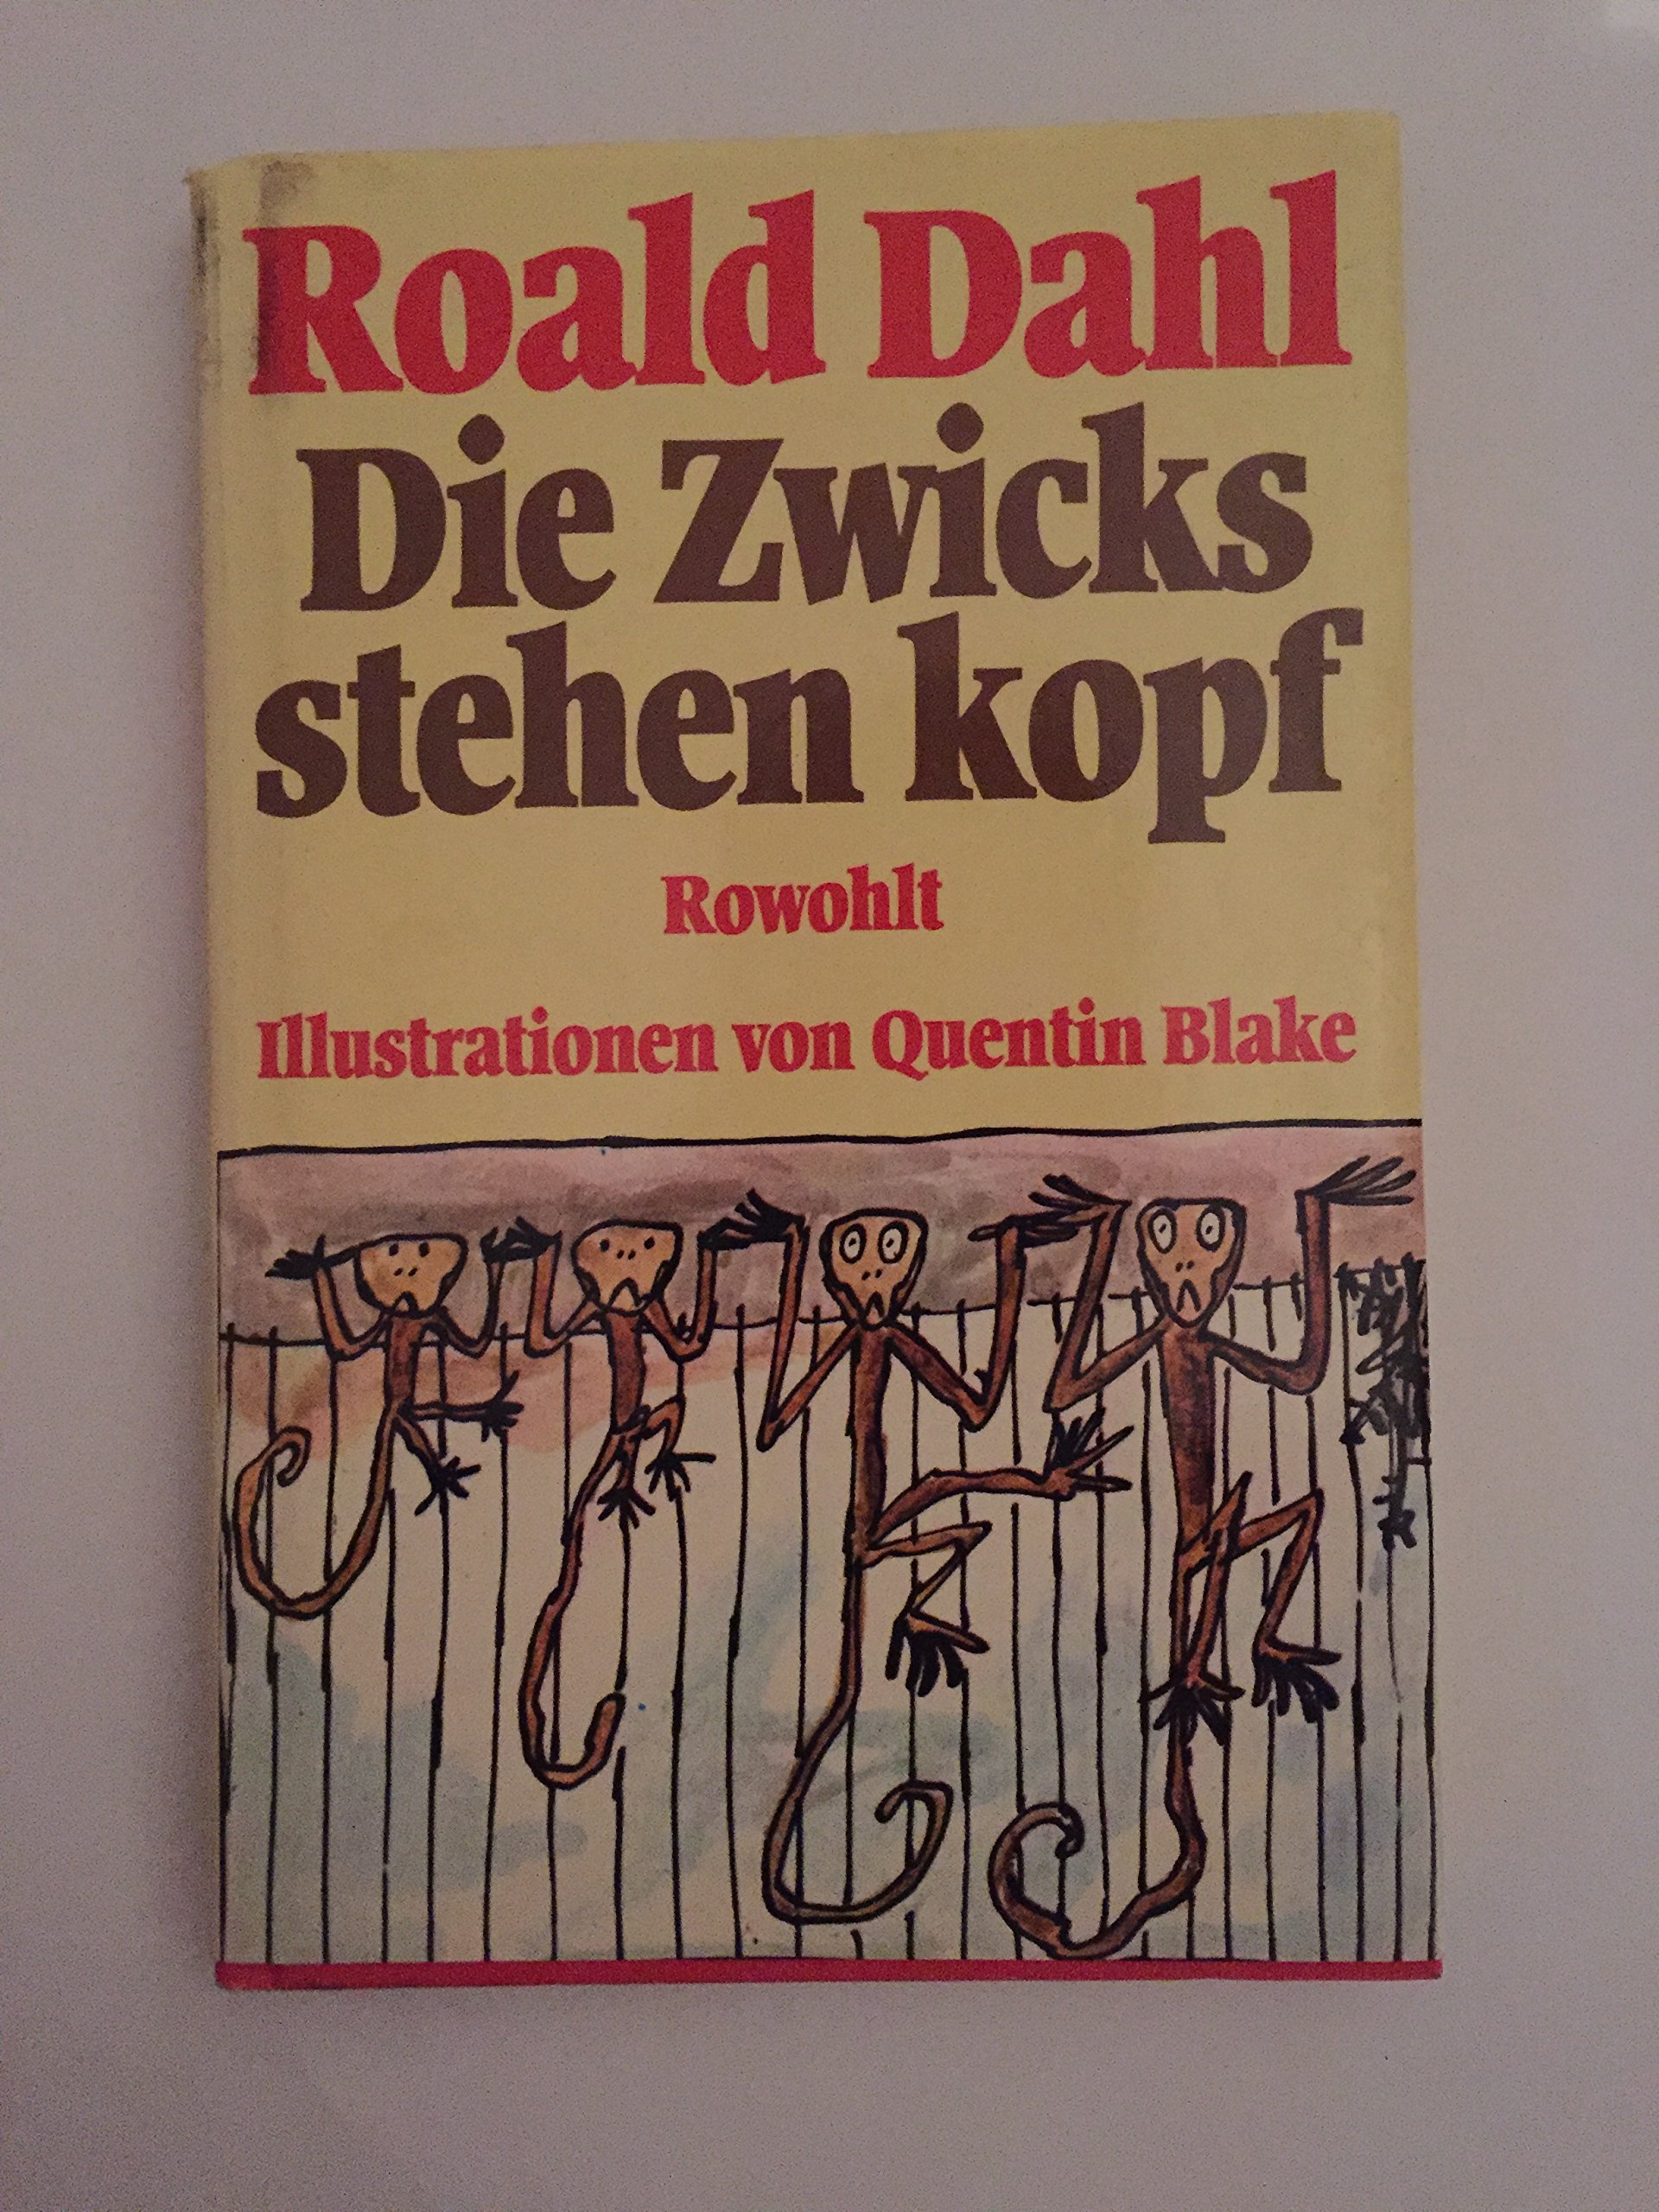 Roald Dahl
Die Zwicks
stehen kopf
Rowohlt
Illustrationen von Quentin Blake